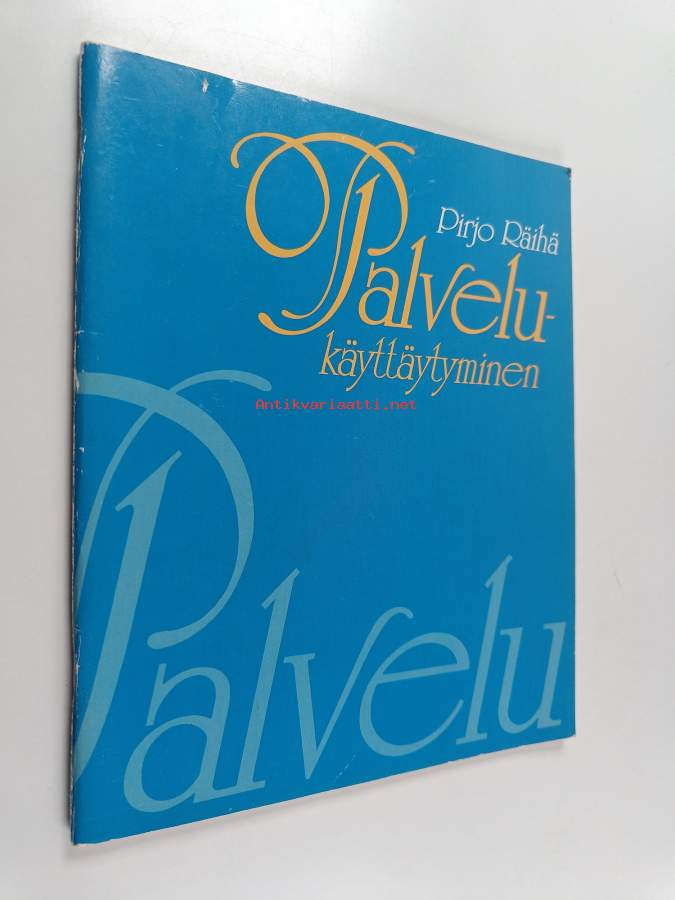 Pirjo Räihä
Palvelu-
käyttäytyminen
Antikvariaatti.net
Palvelu